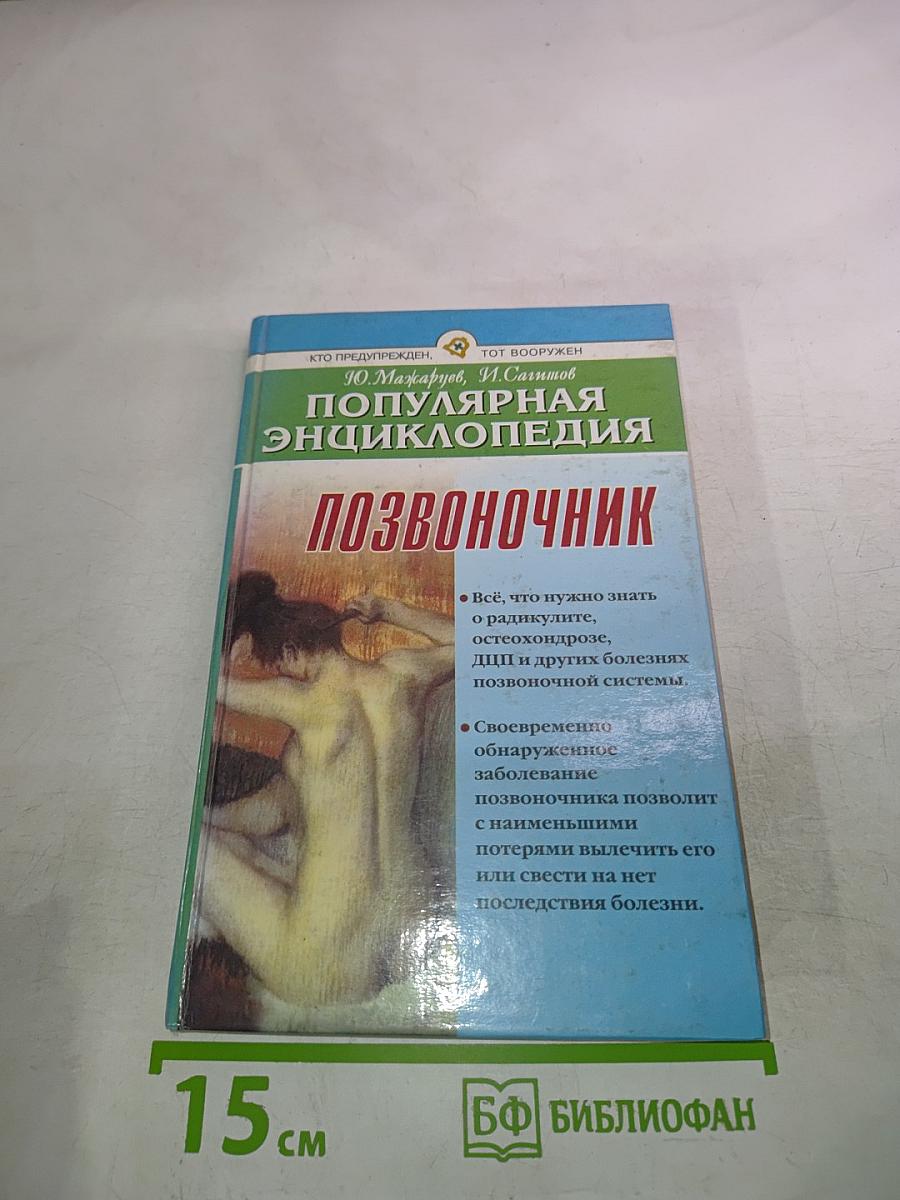 КТО ПРЕДУПРЕЖДЕН, ТОТ ВООРУЖЕН
Ю.Мажаруев, И.Сагитов
ПОПУЛЯРНАЯ
ЭНЦИКЛОПЕДИЯ
ПОЗВОНОЧНИК
• Всё, что нужно знать
о радикулите,
остеохондрозе,
ДЦП и других болезнях
позвоночной системы.
• Своевременно
обнаруженное
заболевание
позвоночника позволит
с наименьшими
потерями вылечить его
или свести на нет
последствия болезни.
15 см
БФ БИБЛИОФАН